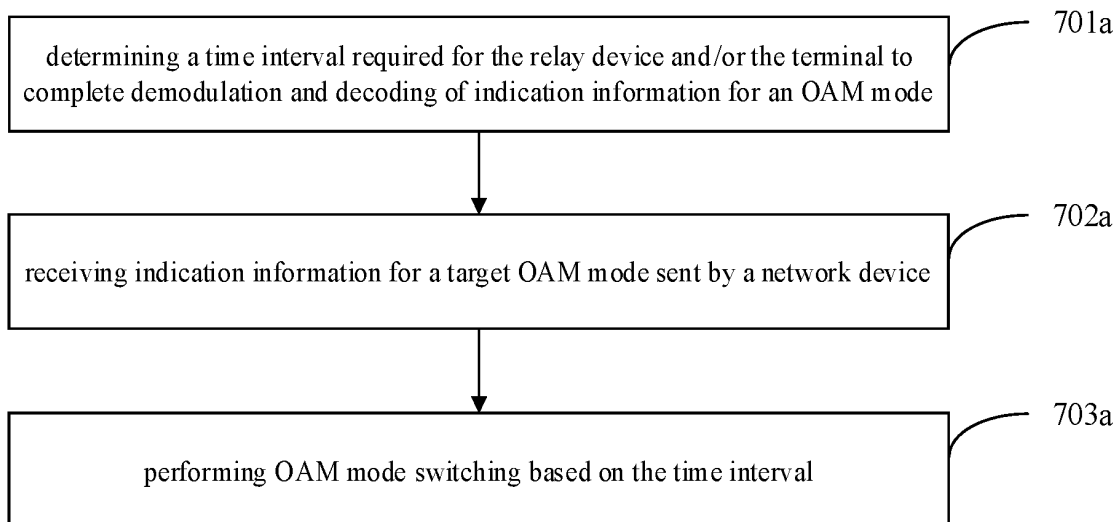 701a
determining a time interval required for the relay device and/or the terminal to
complete demodulation and decoding of indication information for an OAM mode
702a
receiving indication information for a target OAM mode sent by a network device
703a
performing OAM mode switching based on the time interval